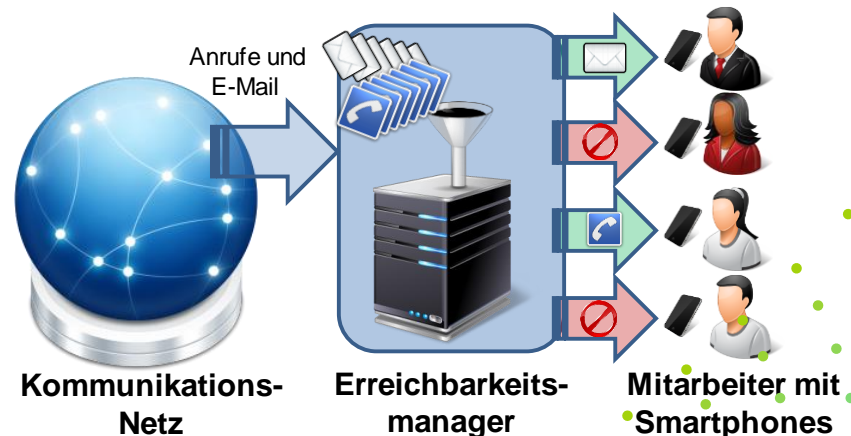 Anrufe und
E-Mail
Kommunikations-
Netz
Erreichbarkeits-
manager
Mitarbeiter mit
Smartphones